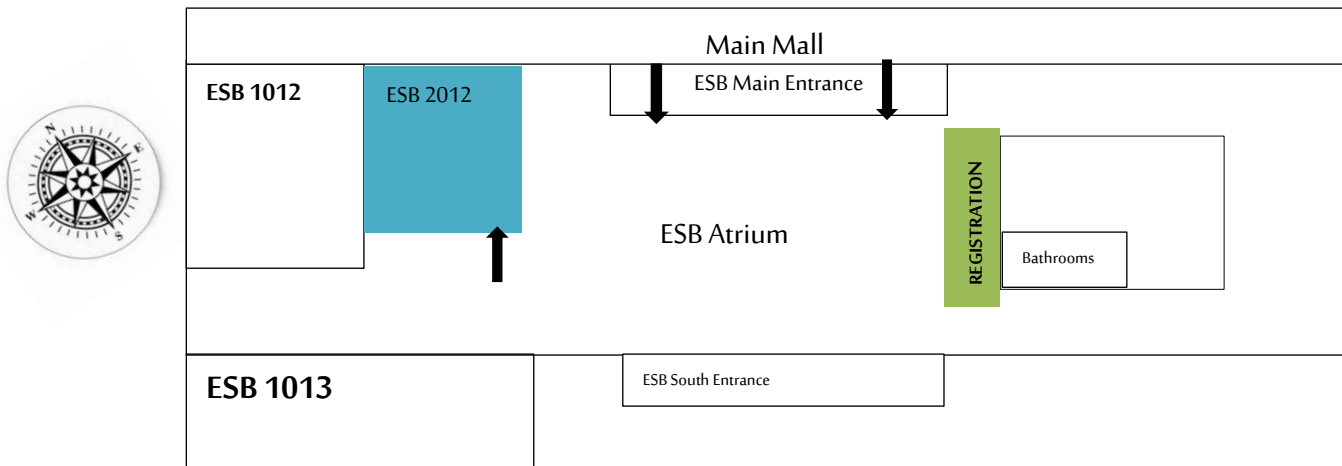 Main Mall
ESB 1012
ESB 2012
ESB Main Entrance
N
E
W
S
REGISTRATION
ESB Atrium
Bathrooms
ESB 1013
ESB South Entrance